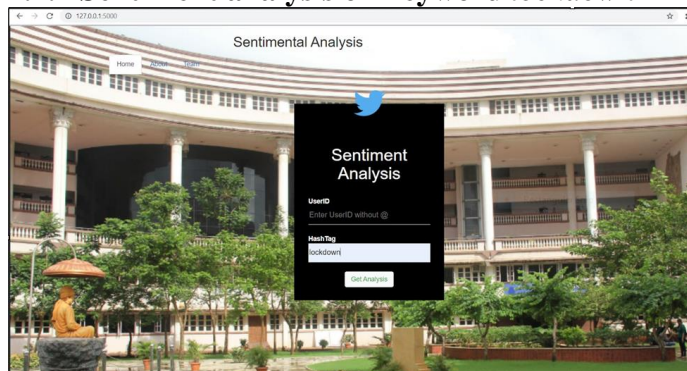 127.0.0.1:5000
Sentimental Analysis
Home About Team
Sentiment
Analysis
UserID
Enter UserID without @
HashTag
lockdown
Get Analysis